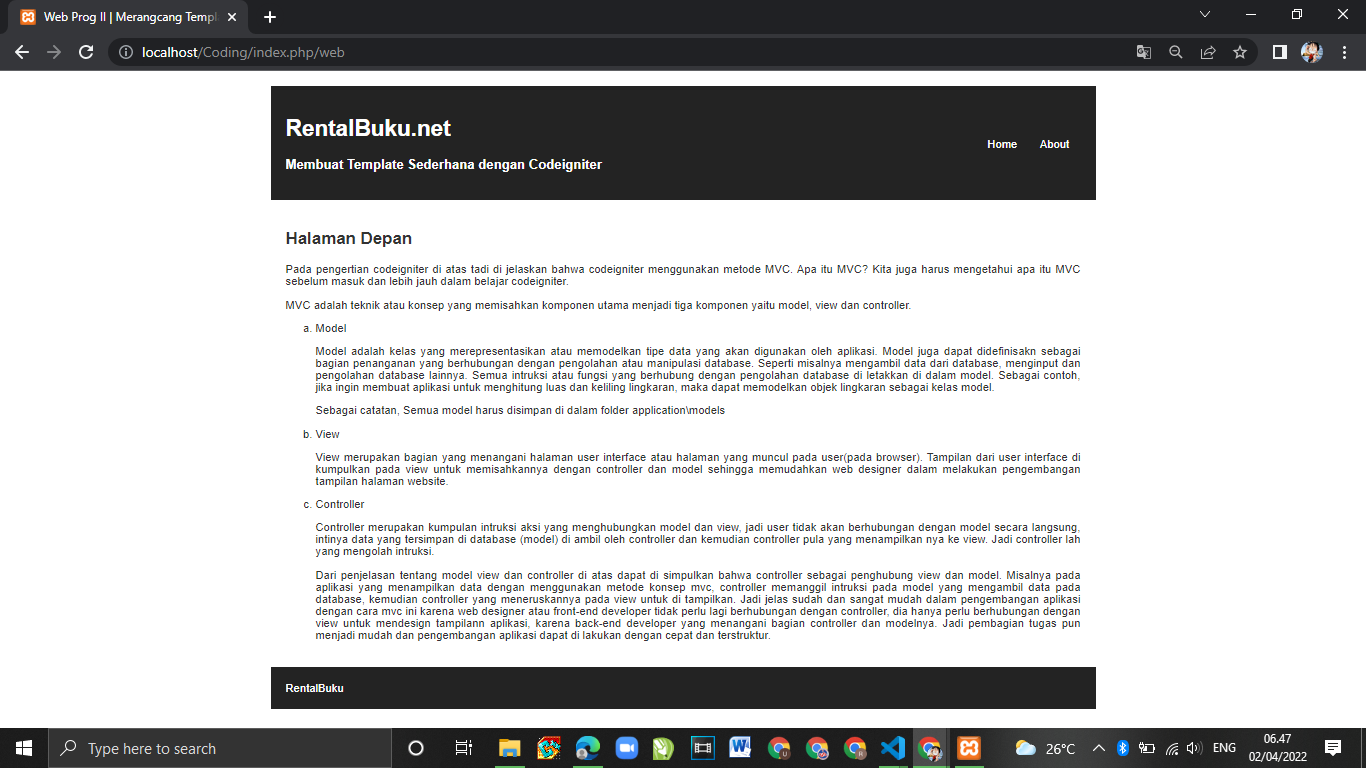 Web Prog II | Merangcang Templ
localhost/Coding/index.php/web
RentalBuku.net
Membuat Template Sederhana dengan Codeigniter
Home About
Halaman Depan
Pada pengertian codeigniter di atas tadi di jelaskan bahwa codeigniter menggunakan metode MVC. Apa itu MVC? Kita juga harus mengetahui apa itu MVC
sebelum masuk dan lebih jauh dalam belajar codeigniter.
MVC adalah teknik atau konsep yang memisahkan komponen utama menjadi tiga komponen yaitu model, view dan controller.
a. Model
Model adalah kelas yang merepresentasikan atau memodelkan tipe data yang akan digunakan oleh aplikasi. Model juga dapat didefinisakn sebagai
bagian penanganan yang berhubungan dengan pengolahan atau manipulasi database. Seperti misalnya mengambil data dari database, menginput dan
pengolahan database lainnya. Semua intruksi atau fungsi yang berhubung dengan pengolahan database di letakkan di dalam model. Sebagai contoh,
jika ingin membuat aplikasi untuk menghitung luas dan keliling lingkaran, maka dapat memodelkan objek lingkaran sebagai kelas model.
Sebagai catatan, Semua model harus disimpan di dalam folder application\models
b. View
View merupakan bagian yang menangani halaman user interface atau halaman yang muncul pada user(pada browser). Tampilan dari user interface di
kumpulkan pada view untuk memisahkannya dengan controller dan model sehingga memudahkan web designer dalam melakukan pengembangan
tampilan halaman website.
c. Controller
Controller merupakan kumpulan intruksi aksi yang menghubungkan model dan view, jadi user tidak akan berhubungan dengan model secara langsung,
intinya data yang tersimpan di database (model) di ambil oleh controller dan kemudian controller pula yang menampilkan nya ke view. Jadi controller lah
yang mengolah intruksi.
Dari penjelasan tentang model view dan controller di atas dapat di simpulkan bahwa controller sebagai penghubung view dan model. Misalnya pada
aplikasi yang menampilkan data dengan menggunakan metode konsep mvc, controller memanggil intruksi pada model yang mengambil data pada
database, kemudian controller yang meneruskannya pada view untuk di tampilkan. Jadi jelas sudah dan sangat mudah dalam pengembangan aplikasi
dengan cara mvc ini karena web designer atau front-end developer tidak perlu lagi berhubungan dengan controller, dia hanya perlu berhubungan dengan
view untuk mendesign tampilann aplikasi, karena back-end developer yang menangani bagian controller dan modelnya. Jadi pembagian tugas pun
menjadi mudah dan pengembangan aplikasi dapat di lakukan dengan cepat dan terstruktur.
RentalBuku
Type here to search
26°C
ENG
06.47
02/04/2022